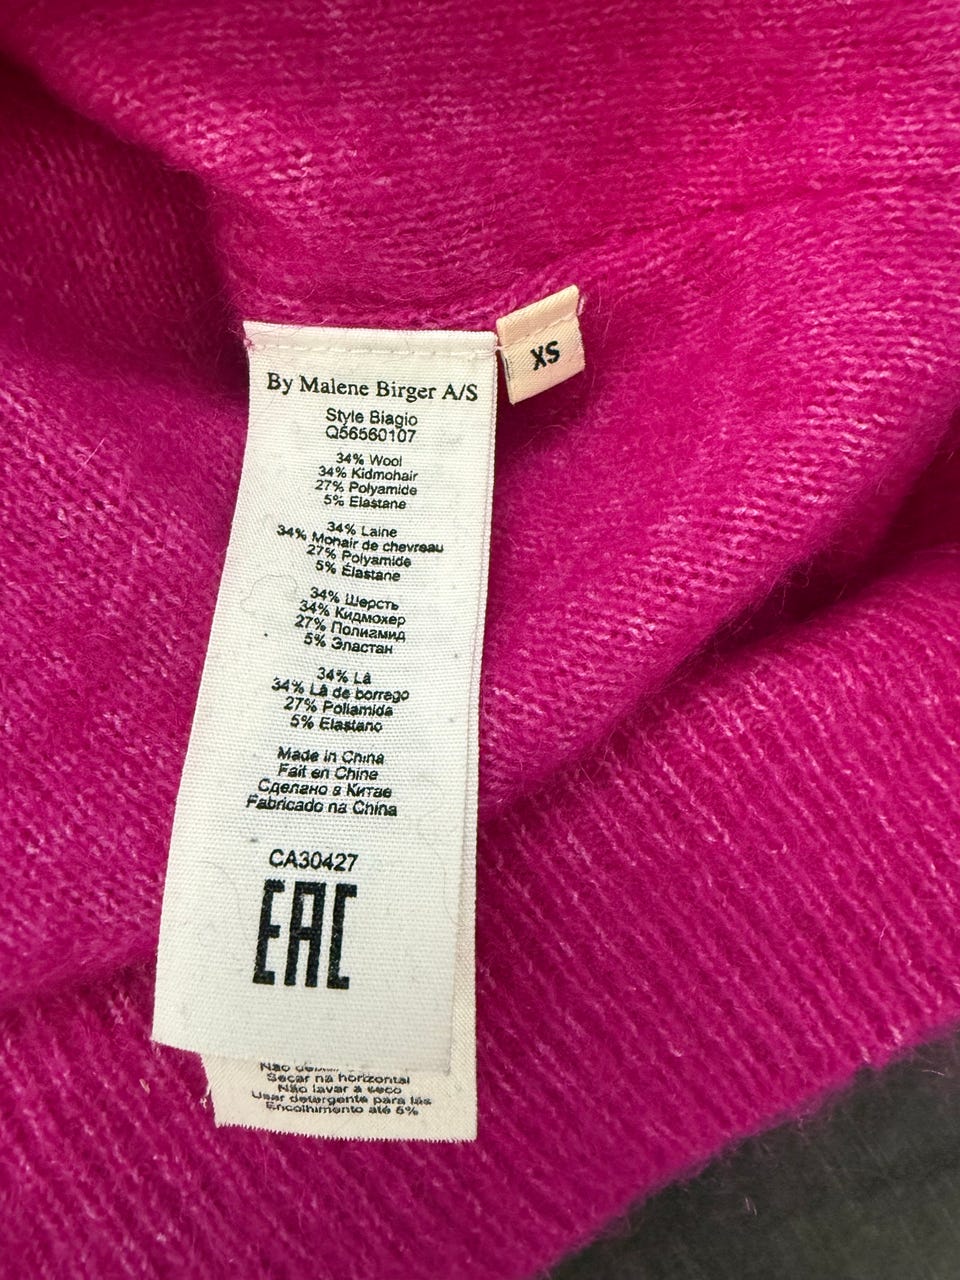 XS
By Malene Birger A/S
Style Biagio
Q56560107
34% Wool
34% Kidmohair
27% Polyamide
5% Elastane
34% Laine
34% Mohair de chevreau
27% Polyamide
5% Élastane
34% Шерсть
34% Кидмохер
27% Полиамид
5% Эластан
34% Lã
34% Lã de borrego
27% Poliamida
5% Elastano
Made in China
Fait en Chine
Сделано в Китае
Fabricado na China
CA30427
EAC
Não
Secar na horizontal
Não lavar a seco
Usar detergente para lãs
Encolhimento até 5%